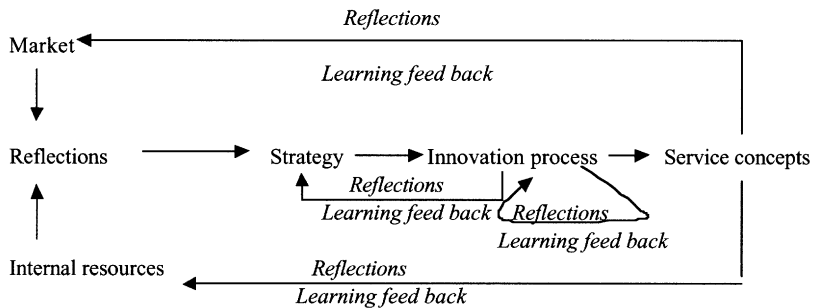 Reflections
Market
Learning feed back
Reflections Strategy Innovation process Service concepts
Reflections
Learning feed back Reflections
Learning feed back
Internal resources Reflections
Learning feed back